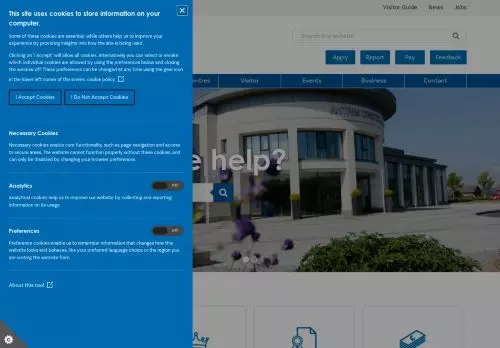 This site uses cookies to store information on your
computer.
Some of these cookies are essential, while others help us to improve your
experience by providing insights into how the site is being used.
Clicking on 'I Accept' will allow all cookies. Alternatively you can select or revoke
which individual cookies are allowed by using the preferences below and closing
the window off. These preferences can be changed at any time using the gear icon
in the lower left corner of the screen. cookie policy
I Accept Cookies
I Do Not Accept Cookies
Necessary Cookies
Necessary cookies enable core functionality such as page navigation and access
to secure areas. The website cannot function properly without these cookies, and
can only be disabled by changing your browser preferences.
Analytics
Off
Analytical cookies help us to improve our website by collecting and reporting
information on its usage.
Preferences
Off
Preference cookies enable us to remember information that changes how this
website looks and behaves, like your preferred language choice or the region you
are visiting the website from.
About this tool
Visitor Guide
News
Jobs
Search the website
Apply
Report
Pay
Feedback
Centres
Visitor
Events
Business
Contact
help?